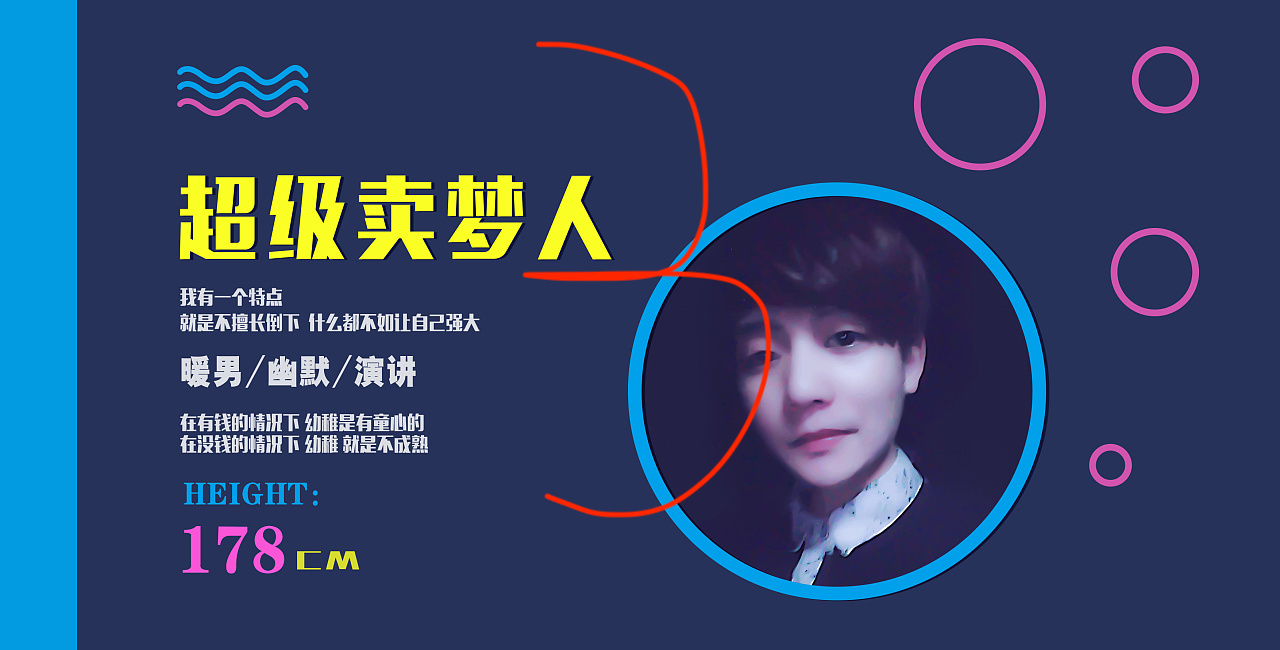 超级卖梦人
我有一个特点
就是不擅长倒下 什么都不如让自己强大
暖男/幽默/演讲
在有钱的情况下 幼稚是有童心的
在没钱的情况下 幼稚 就是不成熟
HEIGHT:
178 CM
3